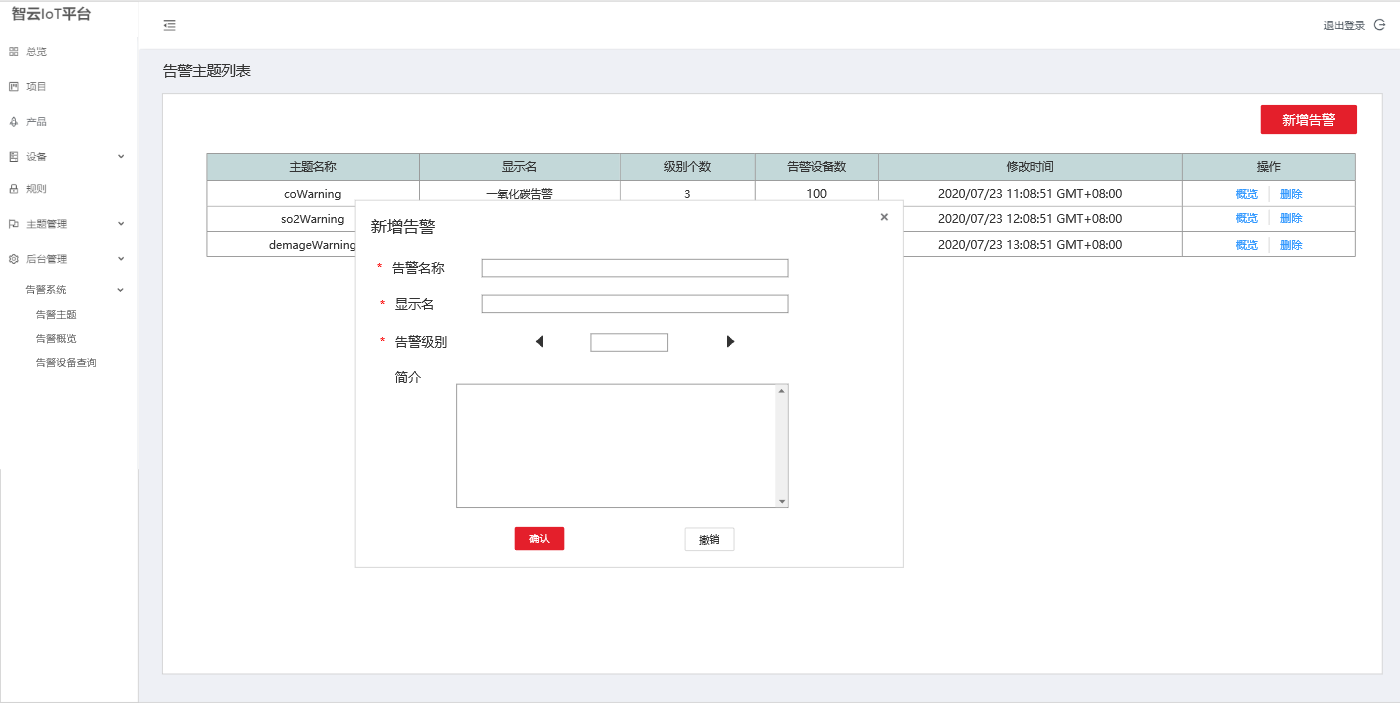 智云IoT平台
退出登录
总览
项目
产品
设备
规则
主题管理
后台管理
告警系统
告警主题
告警概览
告警设备查询
告警主题列表
新增告警
主题名称 显示名 级别个数 告警设备数 修改时间 操作
coWarning 一氧化碳告警 3 100 2020/07/23 11:08:51 GMT+08:00 概览 删除
so2Warning 2020/07/23 12:08:51 GMT+08:00 概览 删除
demageWarning 2020/07/23 13:08:51 GMT+08:00 概览 删除
新增告警 ×
* 告警名称
* 显示名
* 告警级别
简介
确认 撤销